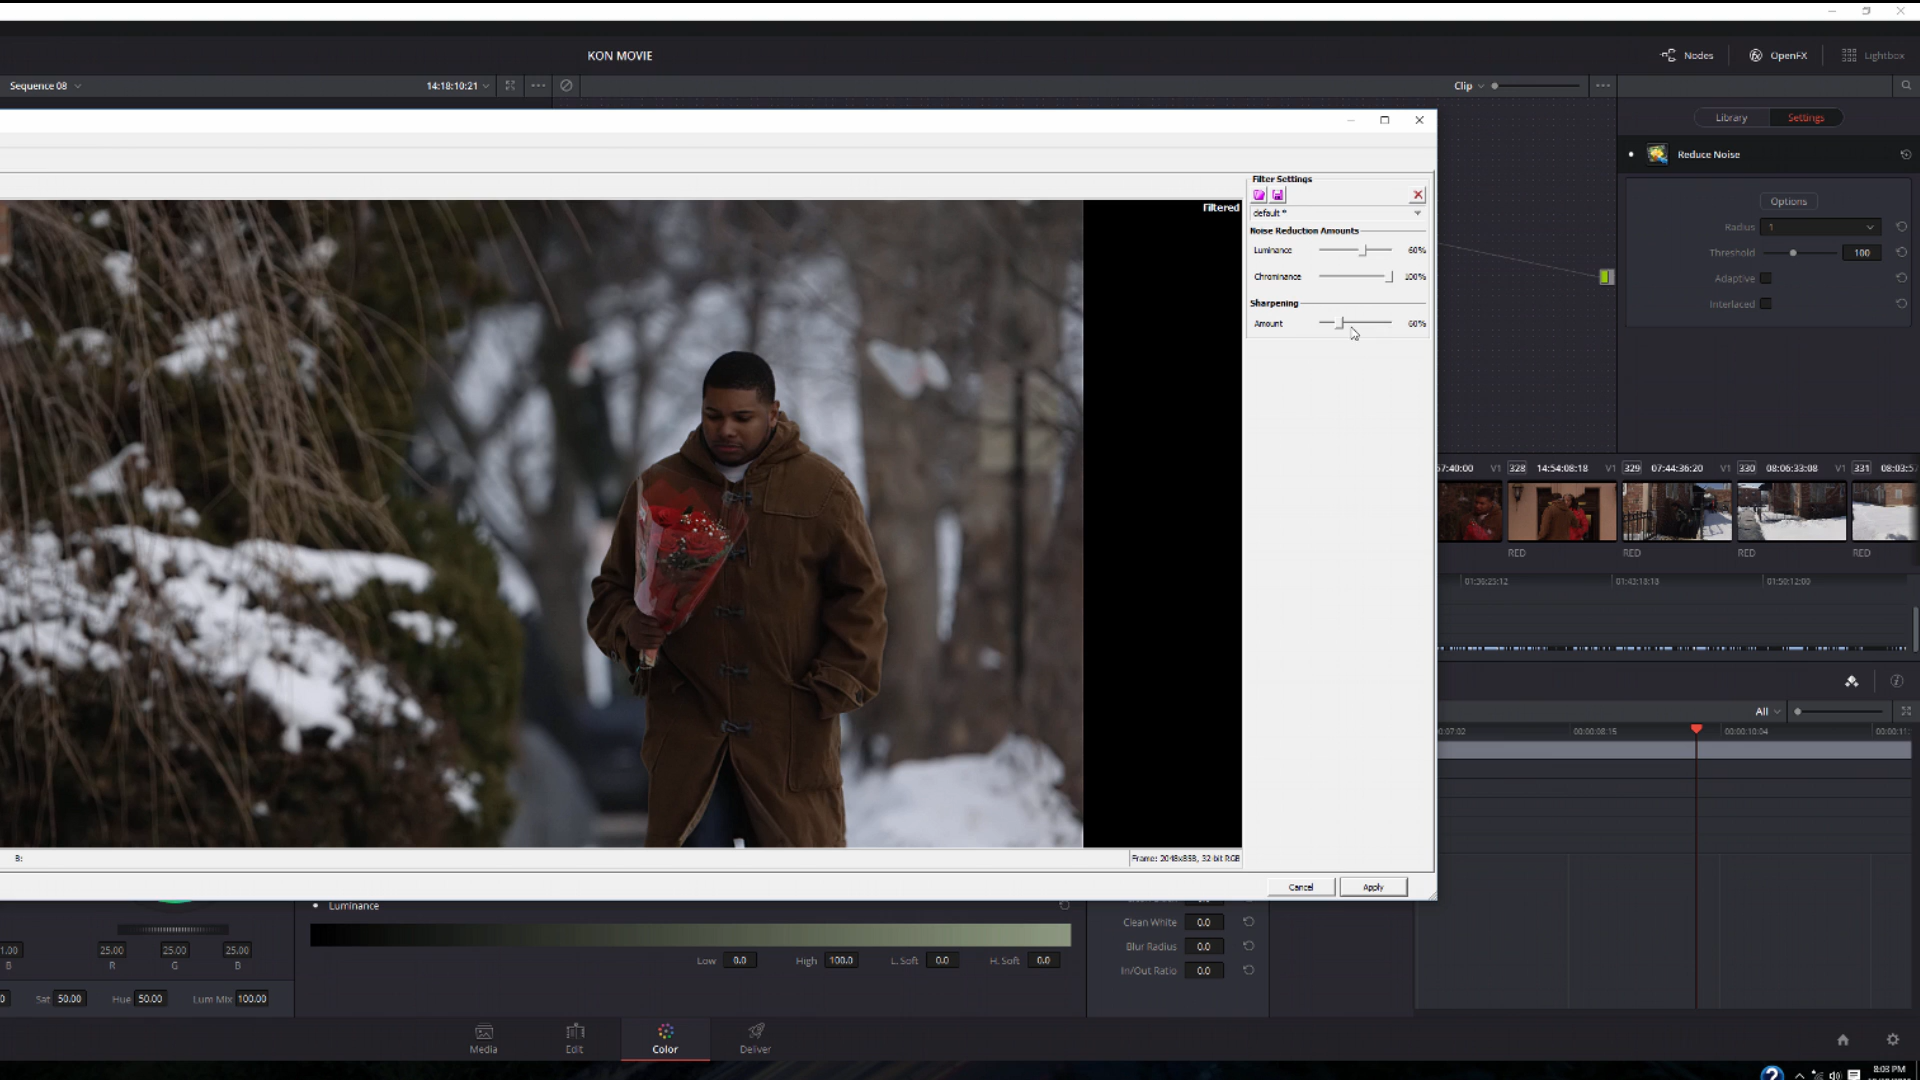 KON MOVIE
Nodes
OpenFX
Lightbox
Sequence 08
14:18:10:21
Clip
Library
Settings
Reduce Noise
Options
Radius 1
Threshold 100
Adaptive
Interlaced
Filter Settings
default *
Noise Reduction Amounts
Luminance 60%
Chrominance 100%
Sharpening
Amount 60%
Filtered
57:40:00 V1 328 14:54:08:18 V1 329 07:44:36:20 V1 330 08:06:33:08 V1 331 08:03:5
RED RED RED RED
01:36:23:12 01:43:18:18 01:50:12:00
All
0:07:02 00:00:08:15 00:00:10:04 00:00:11:
B:
Frame: 2048x858, 32-bit RGB
Cancel
Apply
Luminance
Clean White 0.0
Blur Radius 0.0
In/Out Ratio 0.0
1.00 25.00 25.00 25.00
B R G B
Low 0.0 High 100.0 L. Soft 0.0 H. Soft 0.0
0 Sat 50.00 Hue 50.00 Lum Mix 100.00
Media
Edit
Color
Deliver
8:03 PM